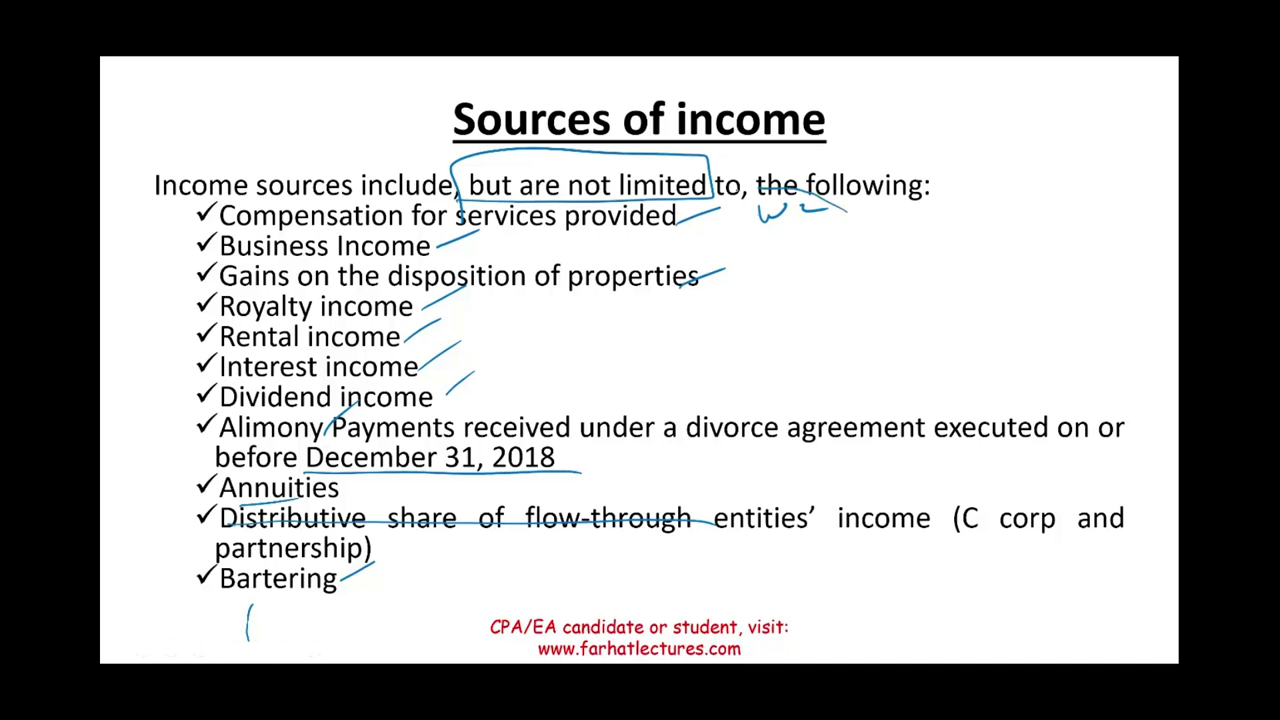 Sources of income
Income sources include, but are not limited to, the following:
✓Compensation for services provided
W2
✓Business Income
✓Gains on the disposition of properties
✓Royalty income
✓Rental income
✓Interest income
✓Dividend income
✓Alimony Payments received under a divorce agreement executed on or
before December 31, 2018
✓Annuities
✓Distributive share of flow-through entities’ income (C corp and
partnership)
✓Bartering
CPA/EA candidate or student, visit:
www.farhatlectures.com